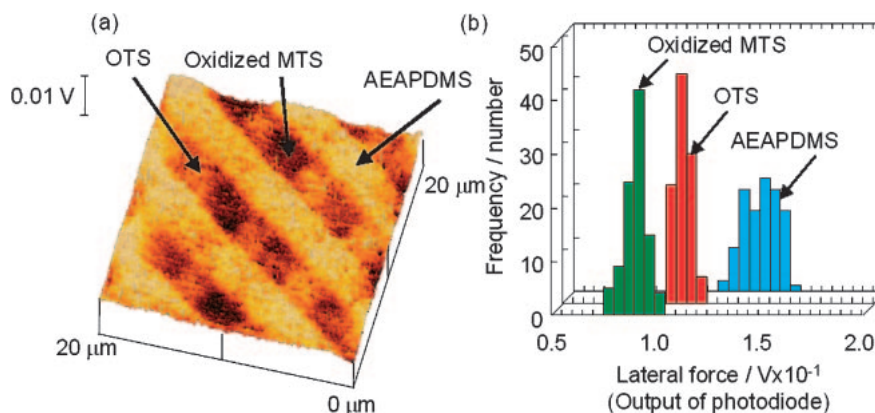 (a)
OTS
Oxidized MTS
AEAPDMS
0.01 V
20 μm
20 μm
0 μm
(b)
50
40
30
20
10
0
Frequency / number
Oxidized MTS
OTS
AEAPDMS
0.5
1.0
1.5
2.0
Lateral force / Vx10⁻¹
(Output of photodiode)